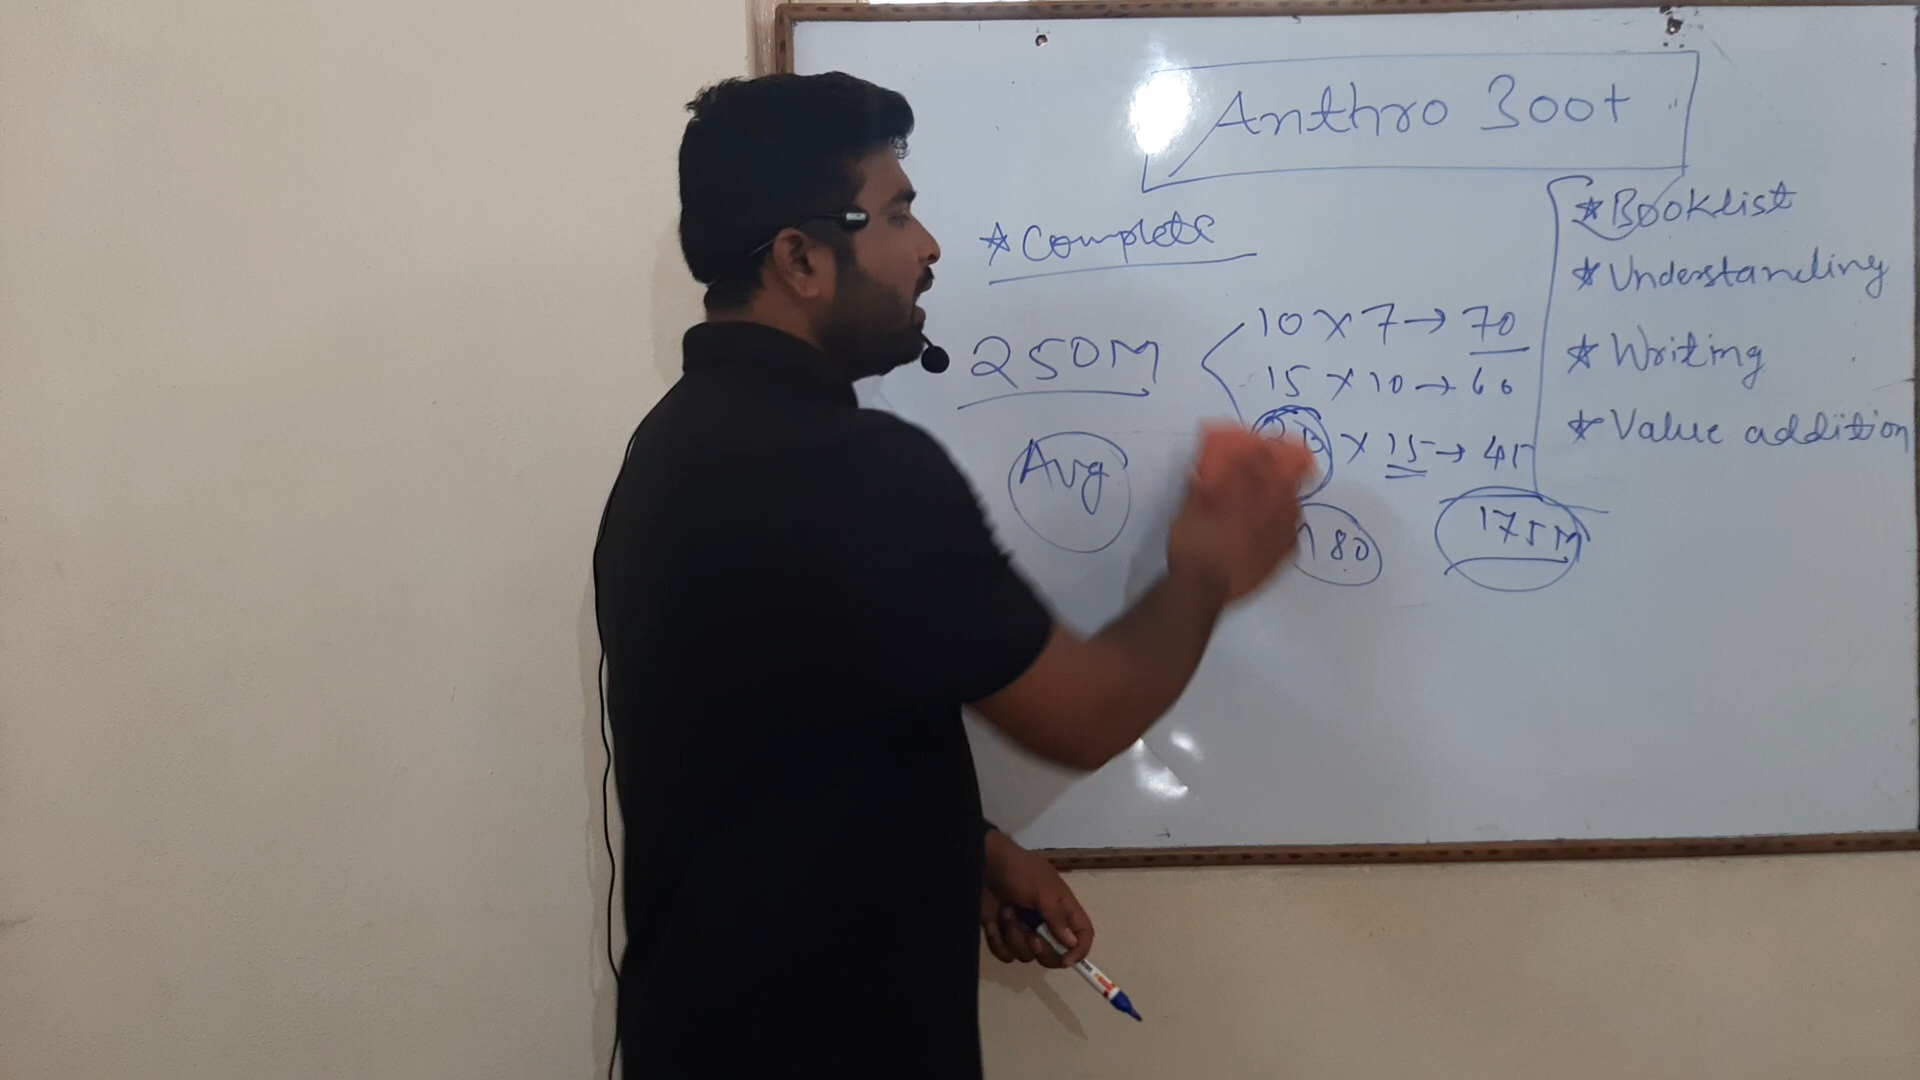 Anthro 300+
* Complete
250M
10 X 7 → 70
15 X 10 → 60
X 15 → 45
Avg
180
175M
* Booklist
* Understanding
* Writing
* Value addition